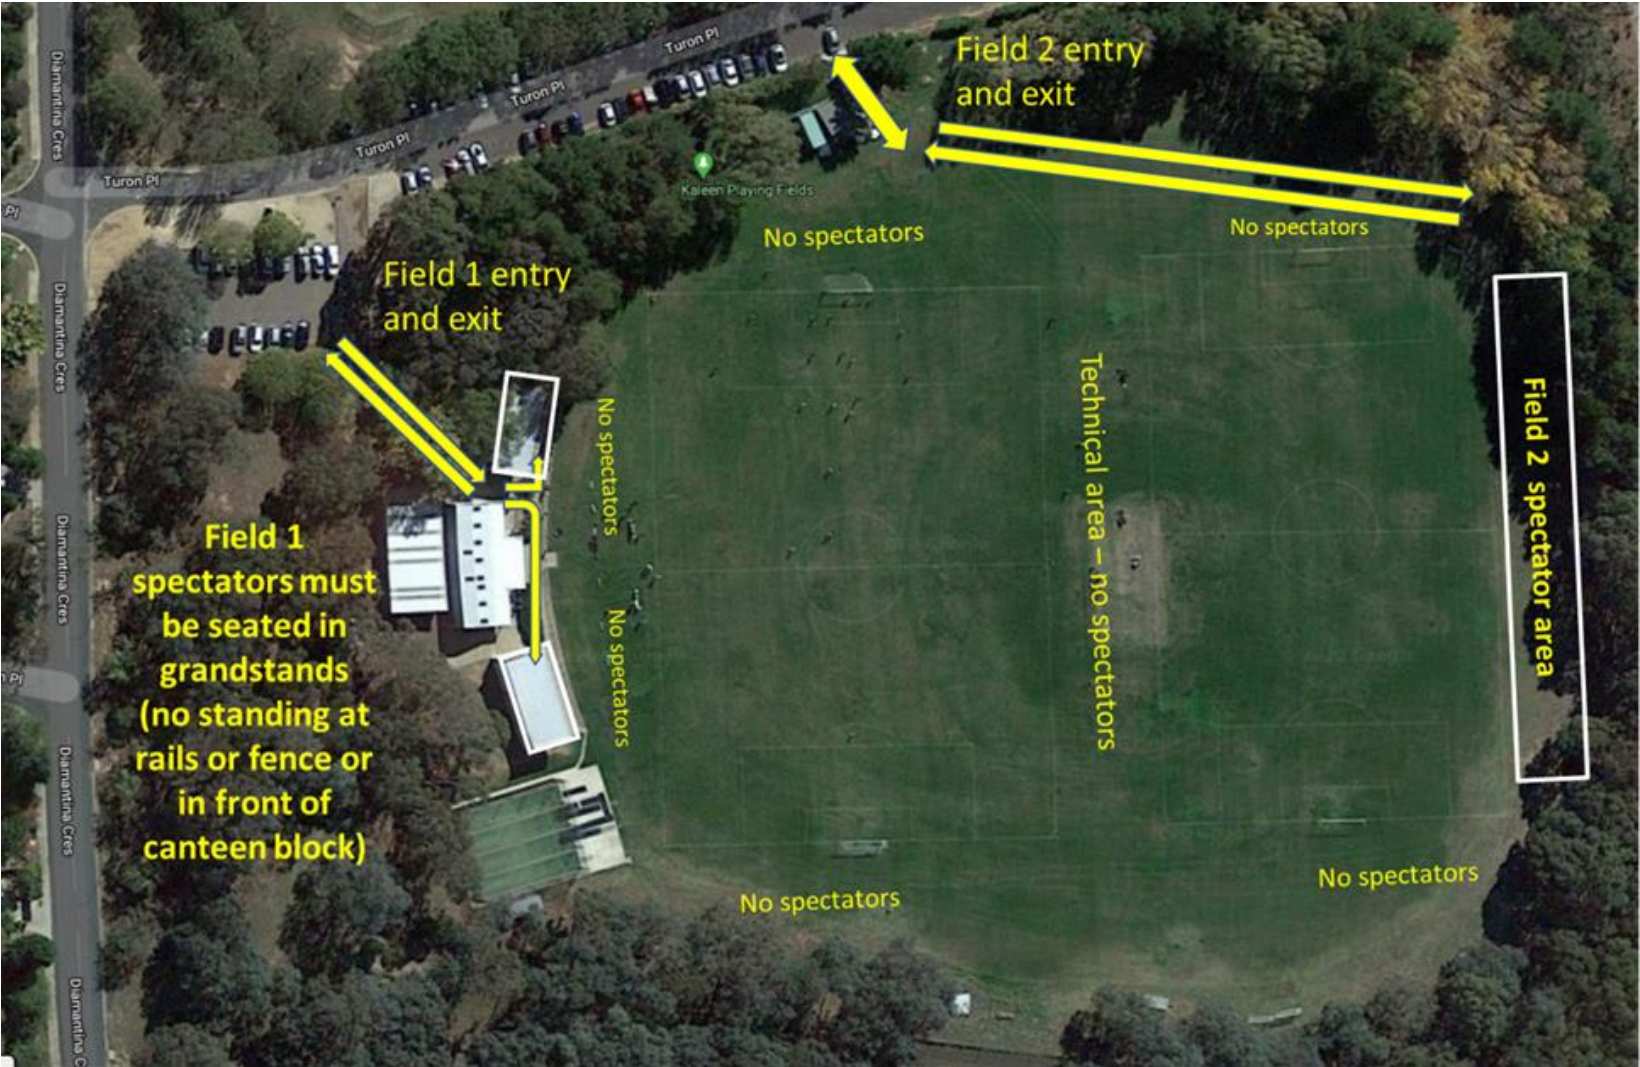 Turon Pl
Turon Pl
Turon Pl
Turon Pl
Diamantina Cres
Pl
Field 2 entry
and exit
Kaleen Playing Fields
No spectators
No spectators
Field 1 entry
and exit
Diamantina Cres
No spectators
Technical area – no spectators
Field 2 spectator area
Field 1
spectators must
be seated in
grandstands
(no standing at
rails or fence or
in front of
canteen block)
Diamantina Cres
No spectators
n Pl
Diamantina Cres
No spectators
No spectators
Diamantina C